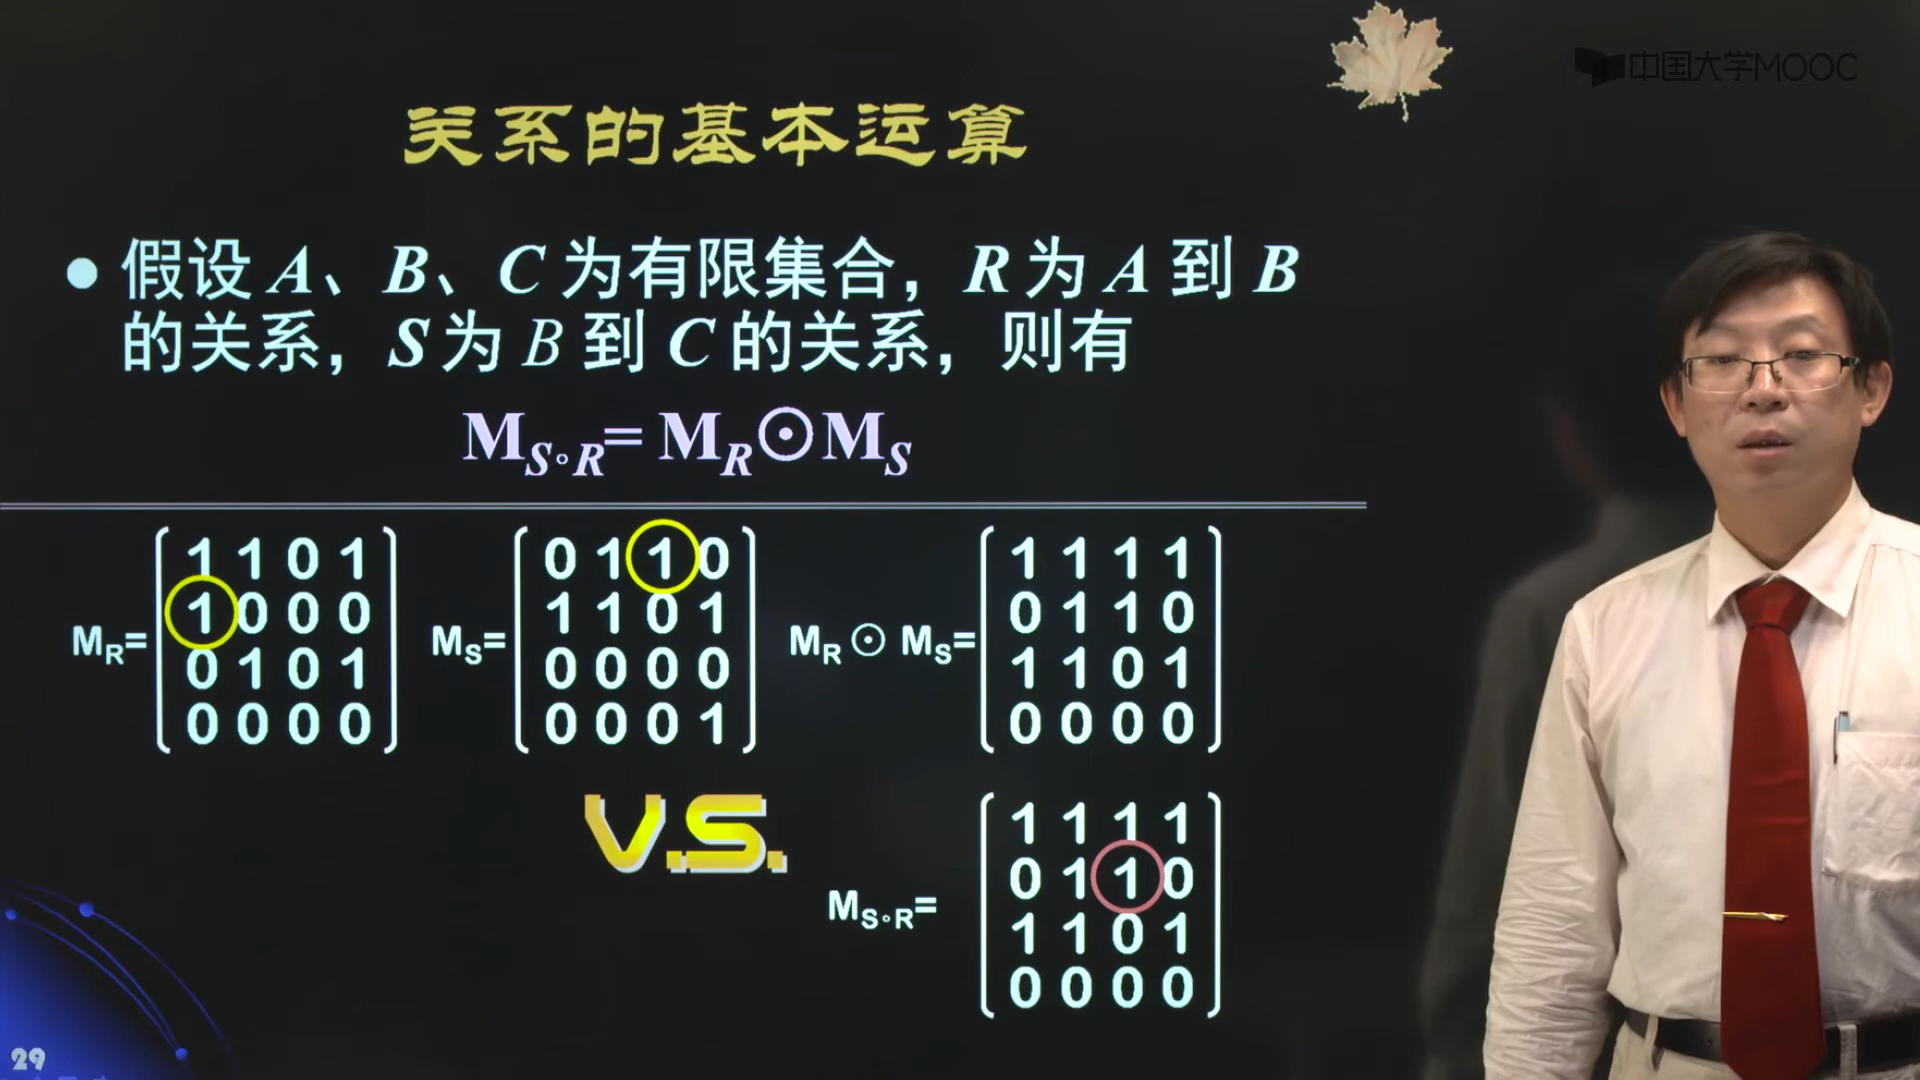 中国大学MOOC
关系的基本运算
● 假设 A、B、C 为有限集合，R 为 A 到 B
的关系，S 为 B 到 C 的关系，则有
M_{S∘R}= M_R⊙M_S
M_R=
1 1 0 1
1 0 0 0
0 1 0 1
0 0 0 0
M_S=
0 1 1 0
1 1 0 1
0 0 0 0
0 0 0 1
M_R ⊙ M_S=
1 1 1 1
0 1 1 0
1 1 0 1
0 0 0 0
V.S.
M_{S∘R}=
1 1 1 1
0 1 1 0
1 1 0 1
0 0 0 0
29